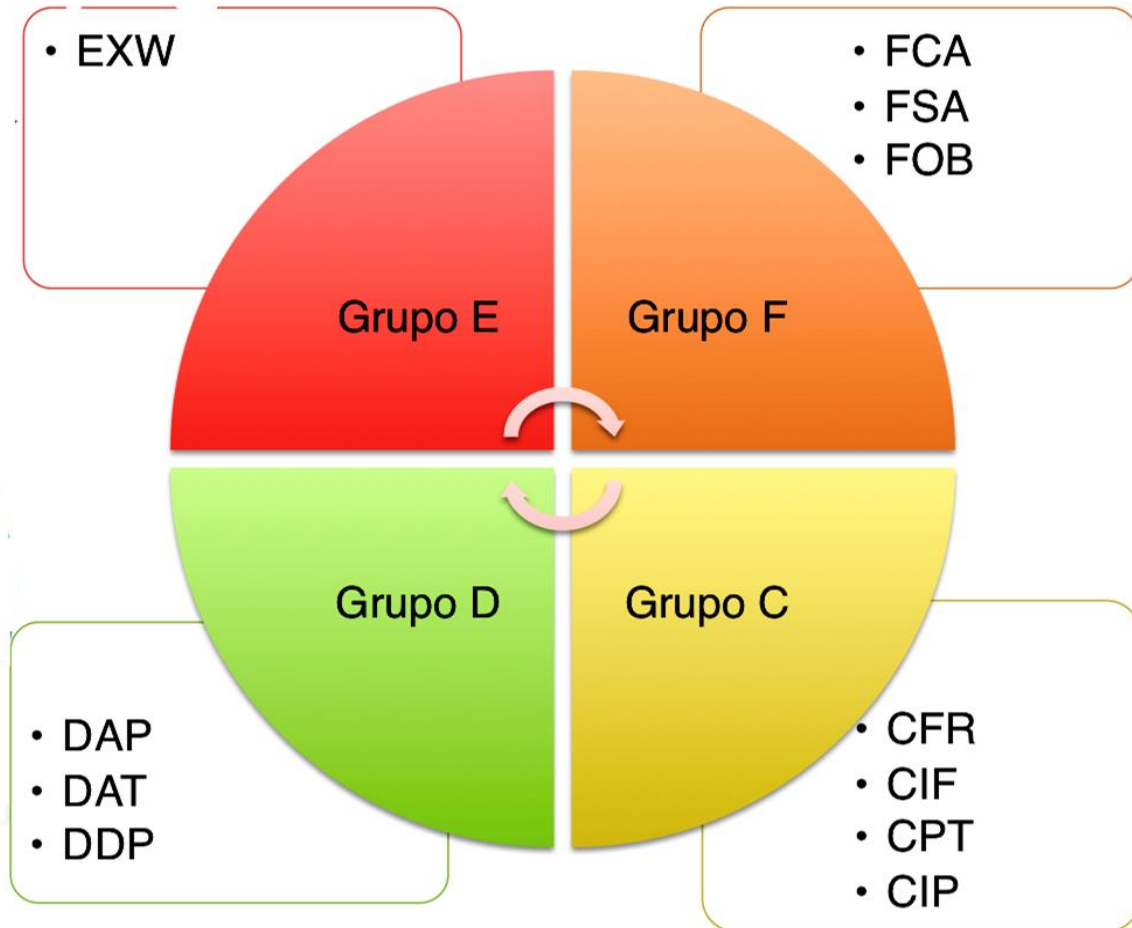 • EXW
• FCA
• FSA
• FOB
Grupo E
Grupo F
Grupo D
Grupo C
• DAP
• DAT
• DDP
• CFR
• CIF
• CPT
• CIP